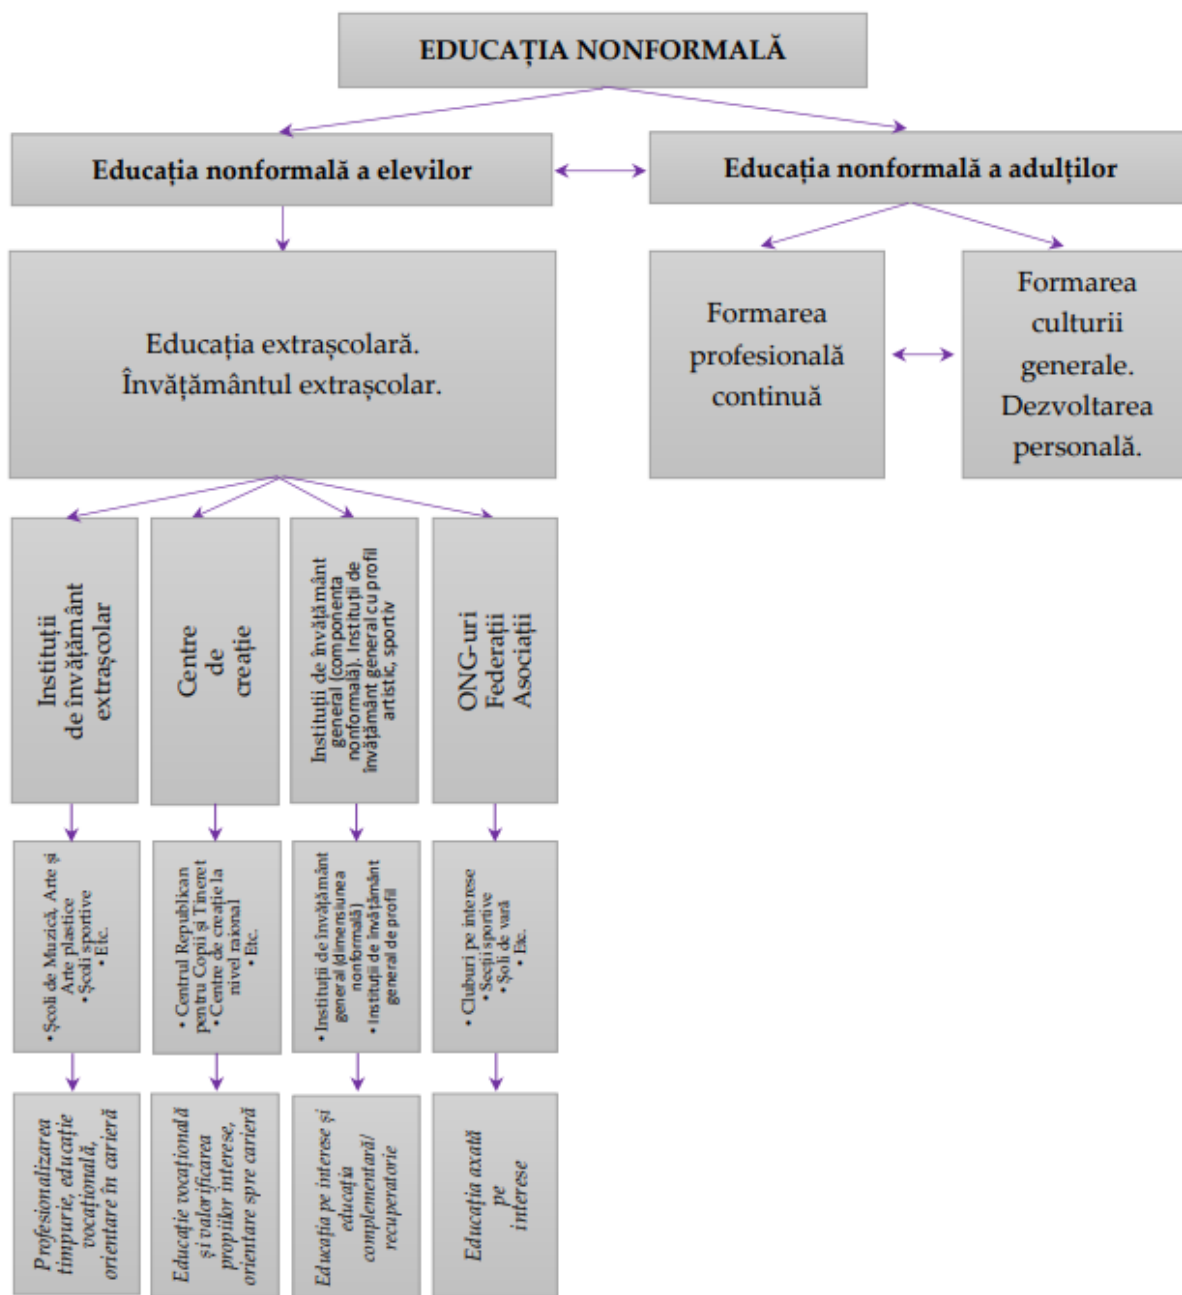 EDUCAȚIA NONFORMALĂ
Educația nonformală a elevilor
Educația nonformală a adulților
Educația extrașcolară.
Învățământul extrașcolar.
Formarea
profesională
continuă
Formarea
culturii
generale.
Dezvoltarea
personală.
Instituții
de învățământ
extrașcolar
Centre
de
creație
Instituții de învățământ
general (componenta
nonformală). Instituții de
învățământ general cu profil
artistic, sportiv
ONG-uri
Federații
Asociații
• Școli de Muzică, Arte și
Arte plastice
• Școli sportive
• Etc.
• Centrul Republican
pentru Copii și Tineret
• Centre de creație la
nivel raional
• Etc.
• Instituții de învățământ
general (dimensiunea
nonformală)
• Instituții de învățământ
general de profil
• Cluburi pe interese
• Secții sportive
• Șoli de vară
• Etc.
Profesionalizarea
timpurie, educație
vocațională,
orientare în carieră
Educație vocațională
și valorificarea
propiilor interese,
orientare spre carieră
Educația pe interese și
educația
complementară/
recuperatorie
Educația axată
pe
interese